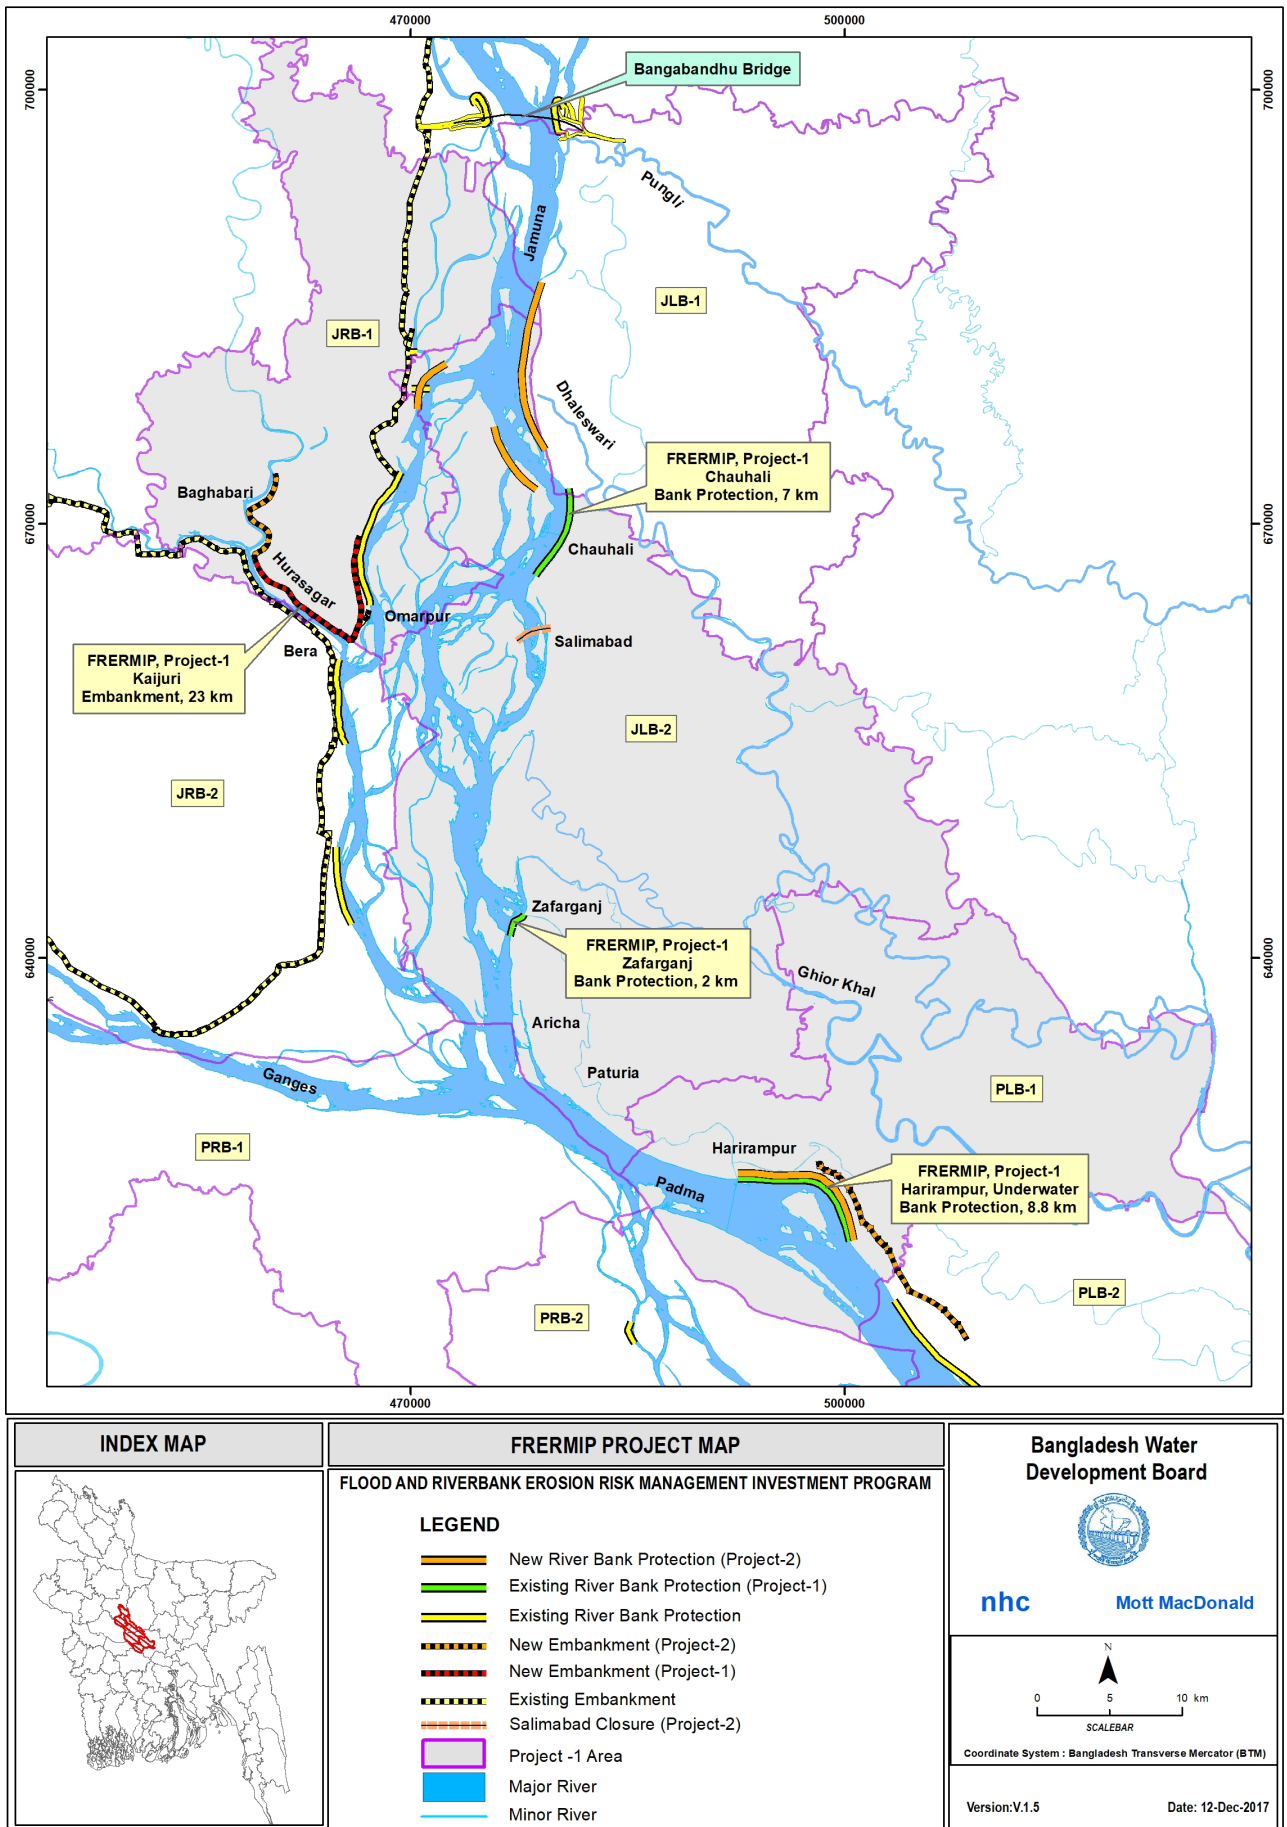 470000
500000
700000
700000
Bangabandhu Bridge
Pungli
Jamuna
JLB-1
JRB-1
Dhaleswari
FRERMIP, Project-1
Chauhali
Bank Protection, 7 km
Baghabari
670000
670000
Chauhali
Hurasagar
Omarpur
Salimabad
Bera
FRERMIP, Project-1
Kaijuri
Embankment, 23 km
JLB-2
JRB-2
Zafarganj
FRERMIP, Project-1
Zafarganj
Bank Protection, 2 km
640000
640000
Ghior Khal
Aricha
Ganges
Paturia
PLB-1
PRB-1
Harirampur
FRERMIP, Project-1
Harirampur, Underwater
Bank Protection, 8.8 km
Padma
PLB-2
PRB-2
470000
500000
INDEX MAP
FRERMIP PROJECT MAP
FLOOD AND RIVERBANK EROSION RISK MANAGEMENT INVESTMENT PROGRAM
LEGEND
New River Bank Protection (Project-2)
Existing River Bank Protection (Project-1)
Existing River Bank Protection
New Embankment (Project-2)
New Embankment (Project-1)
Existing Embankment
Salimabad Closure (Project-2)
Project -1 Area
Major River
Minor River
Bangladesh Water
Development Board
nhc
Mott MacDonald
N
0 5 10 km
SCALEBAR
Coordinate System : Bangladesh Transverse Mercator (BTM)
Version:V.1.5
Date: 12-Dec-2017